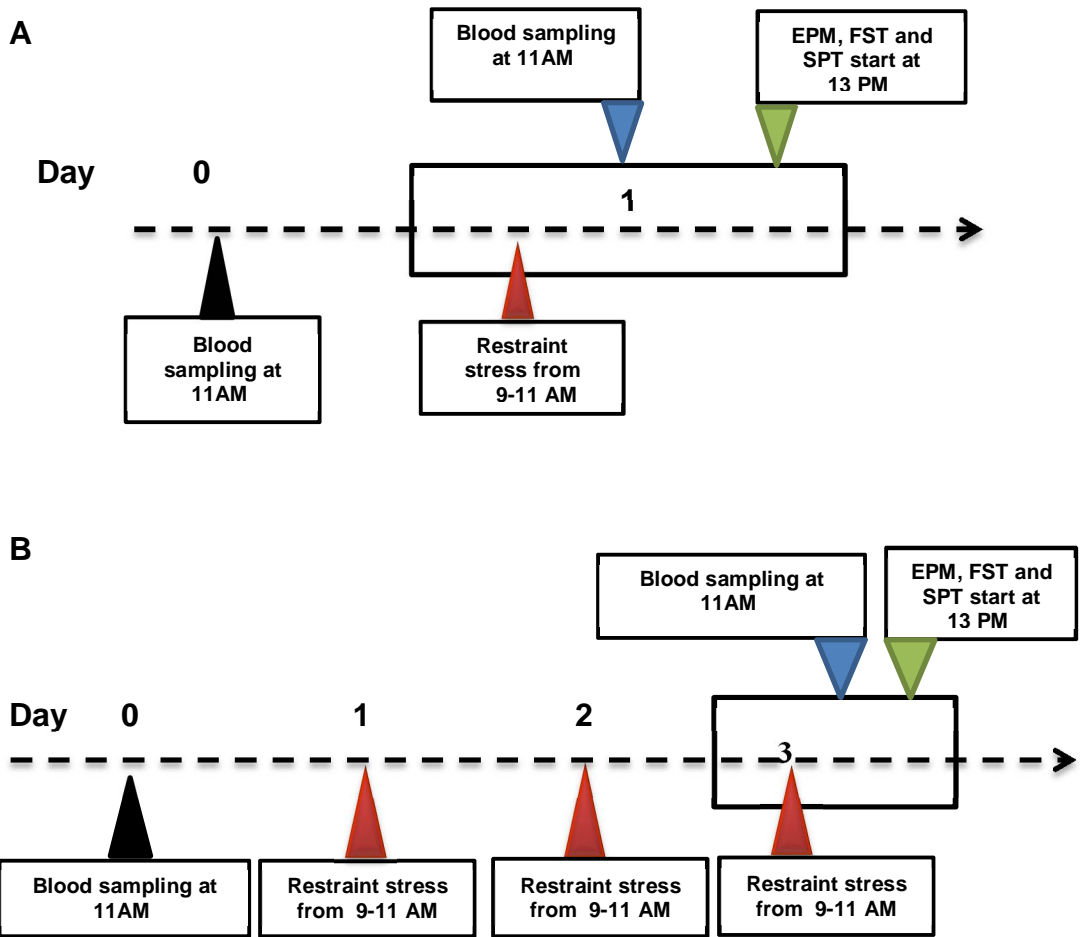 A
Blood sampling
at 11AM
EPM, FST and
SPT start at
13 PM
Day 0
1
Blood
sampling at
11AM
Restraint
stress from
9-11 AM
B
Blood sampling at
11AM
EPM, FST and
SPT start at
13 PM
Day 0 1 2
3
Blood sampling at
11AM
Restraint stress
from 9-11 AM
Restraint stress
from 9-11 AM
Restraint stress
from 9-11 AM